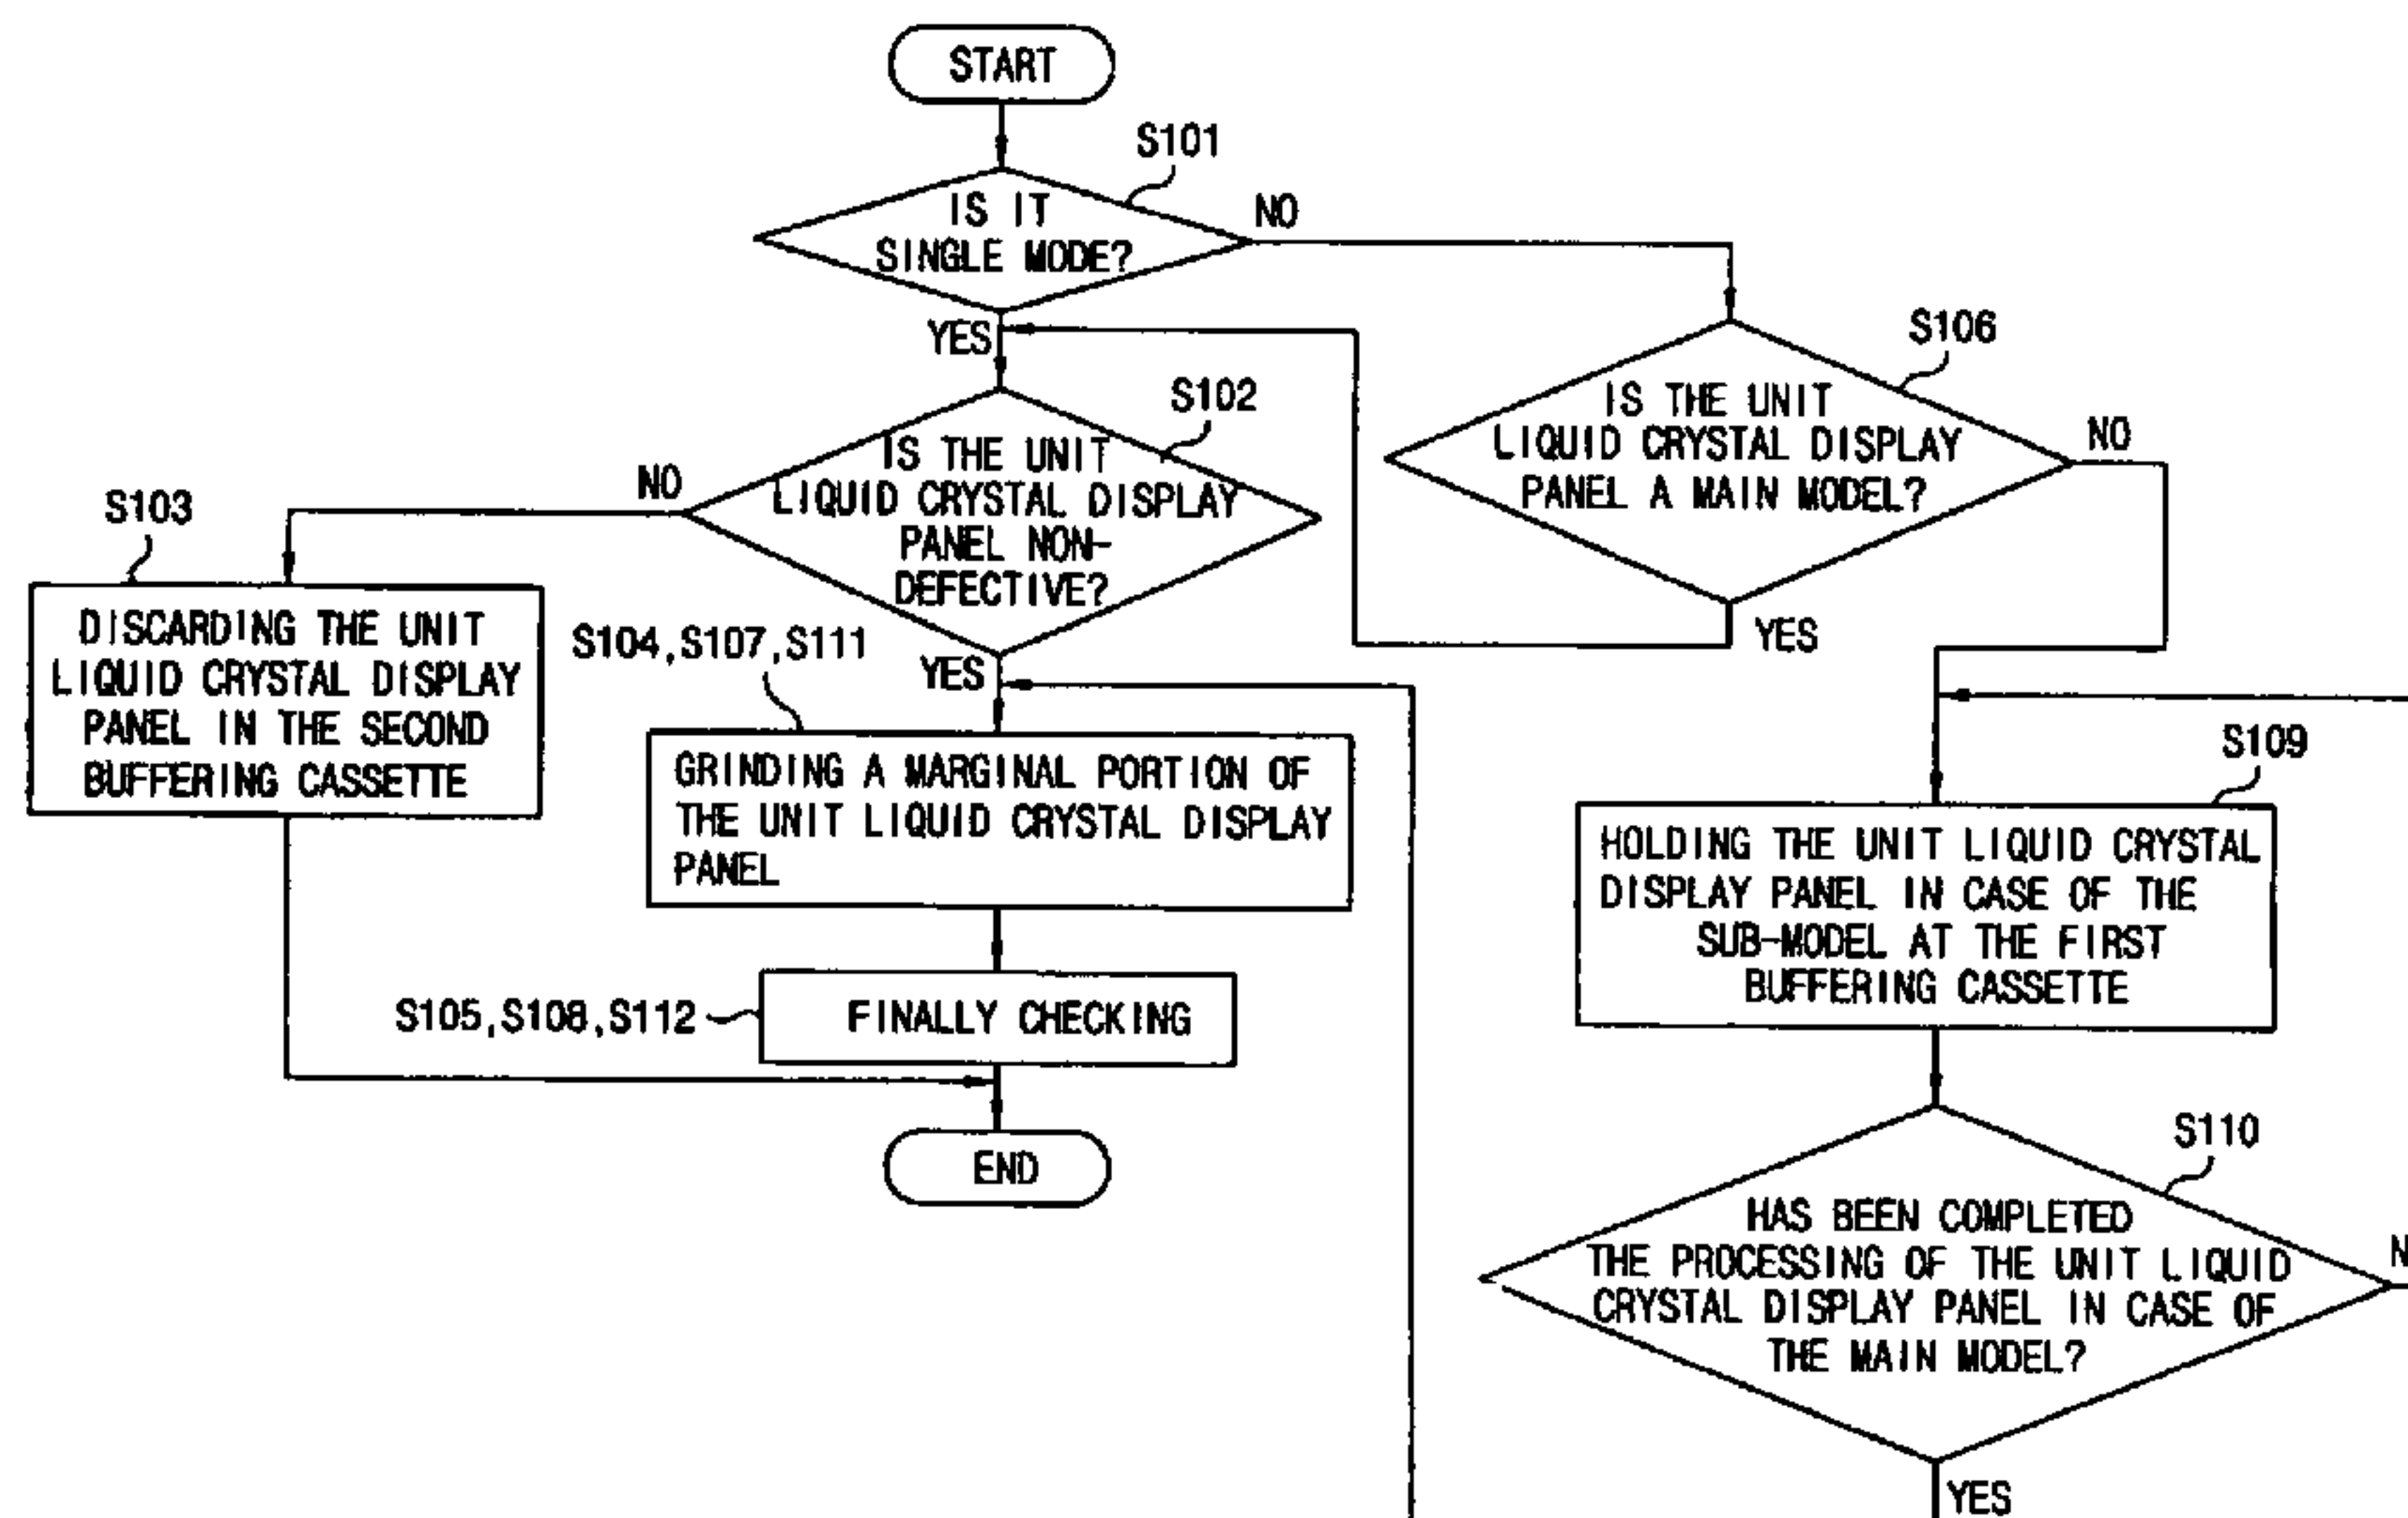 START
S101
IS IT
SINGLE MODE?
NO
YES
S106
IS THE UNIT
LIQUID CRYSTAL DISPLAY
PANEL A MAIN MODEL?
NO
YES
S102
IS THE UNIT
LIQUID CRYSTAL DISPLAY
PANEL NON-
DEFECTIVE?
NO
YES
S103
DISCARDING THE UNIT
LIQUID CRYSTAL DISPLAY
PANEL IN THE SECOND
BUFFERING CASSETTE
S104,S107,S111
GRINDING A MARGINAL PORTION OF
THE UNIT LIQUID CRYSTAL DISPLAY
PANEL
S105,S108,S112
FINALLY CHECKING
END
S109
HOLDING THE UNIT LIQUID CRYSTAL
DISPLAY PANEL IN CASE OF THE
SUB-MODEL AT THE FIRST
BUFFERING CASSETTE
S110
HAS BEEN COMPLETED
THE PROCESSING OF THE UNIT LIQUID
CRYSTAL DISPLAY PANEL IN CASE OF
THE MAIN MODEL?
YES